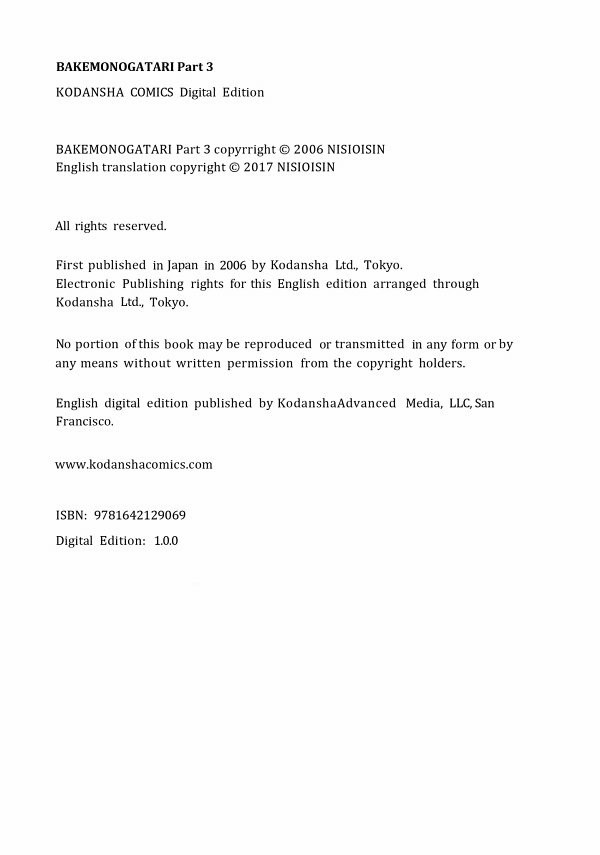 BAKEMONOGATARI Part 3
KODANSHA COMICS Digital Edition
BAKEMONOGATARI Part 3 copyrright © 2006 NISIOISIN
English translation copyright © 2017 NISIOISIN
All rights reserved.
First published in Japan in 2006 by Kodansha Ltd., Tokyo.
Electronic Publishing rights for this English edition arranged through
Kodansha Ltd., Tokyo.
No portion of this book may be reproduced or transmitted in any form or by
any means without written permission from the copyright holders.
English digital edition published by KodanshaAdvanced Media, LLC, San
Francisco.
www.kodanshacomics.com
ISBN: 9781642129069
Digital Edition: 1.0.0